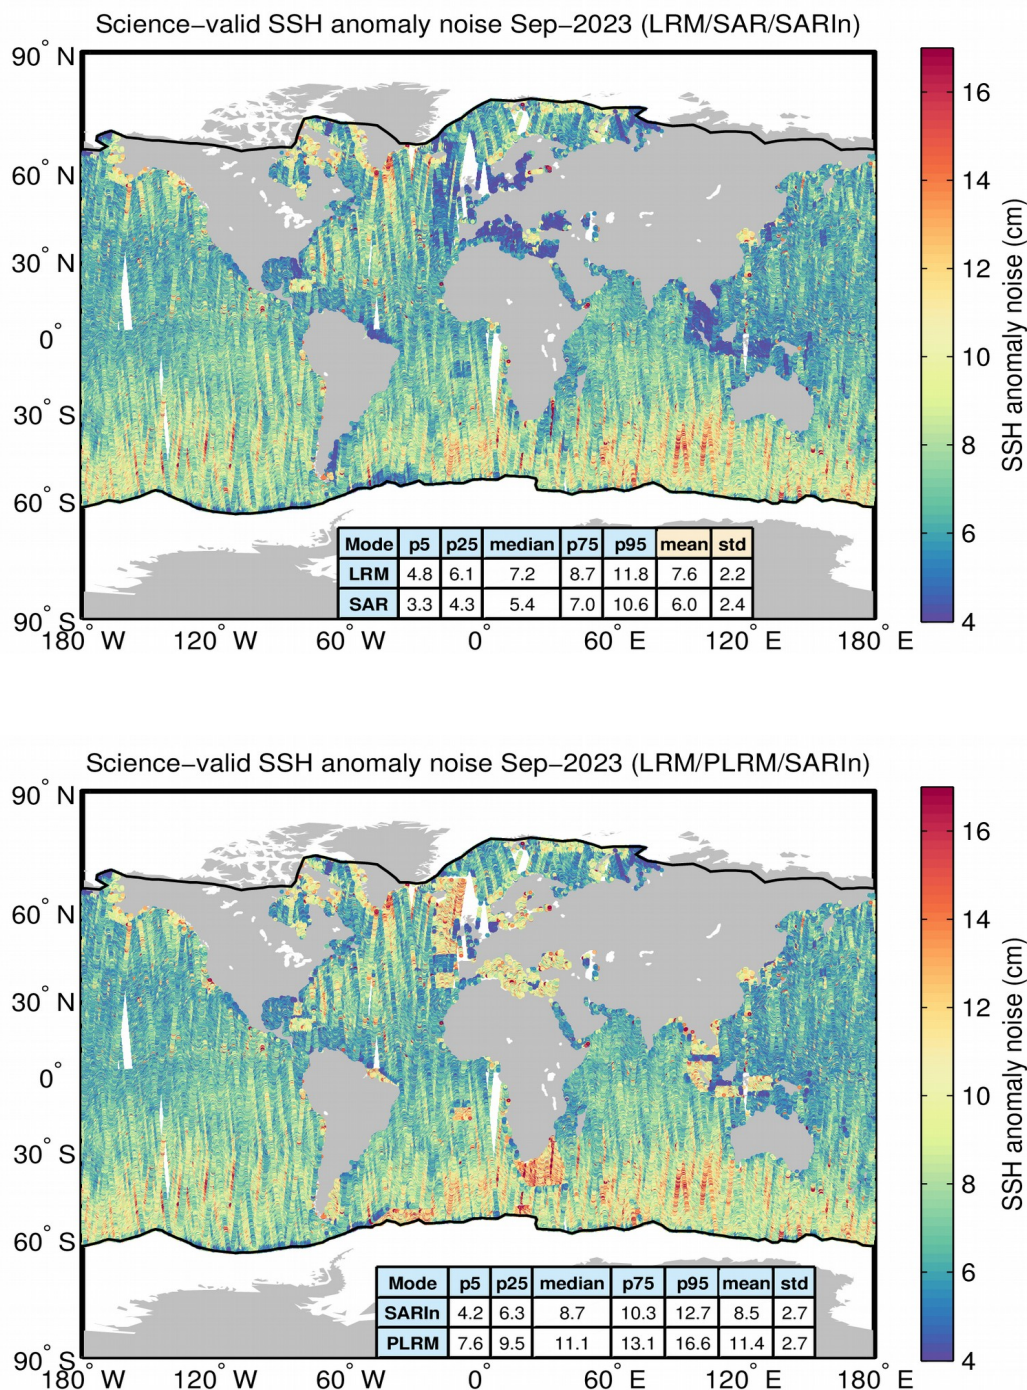 Science−valid SSH anomaly noise Sep−2023 (LRM/SAR/SARIn)
90° N
60° N
30° N
0°
30° S
60° S
90° S
180° W
120° W
60° W
0°
60° E
120° E
180° E
16
14
12
10
8
6
4
SSH anomaly noise (cm)
Mode p5 p25 median p75 p95 mean std
LRM 4.8 6.1 7.2 8.7 11.8 7.6 2.2
SAR 3.3 4.3 5.4 7.0 10.6 6.0 2.4
Science−valid SSH anomaly noise Sep−2023 (LRM/PLRM/SARIn)
90° N
60° N
30° N
0°
30° S
60° S
90° S
180° W
120° W
60° W
0°
60° E
120° E
180° E
16
14
12
10
8
6
4
SSH anomaly noise (cm)
Mode p5 p25 median p75 p95 mean std
SARIn 4.2 6.3 8.7 10.3 12.7 8.5 2.7
PLRM 7.6 9.5 11.1 13.1 16.6 11.4 2.7